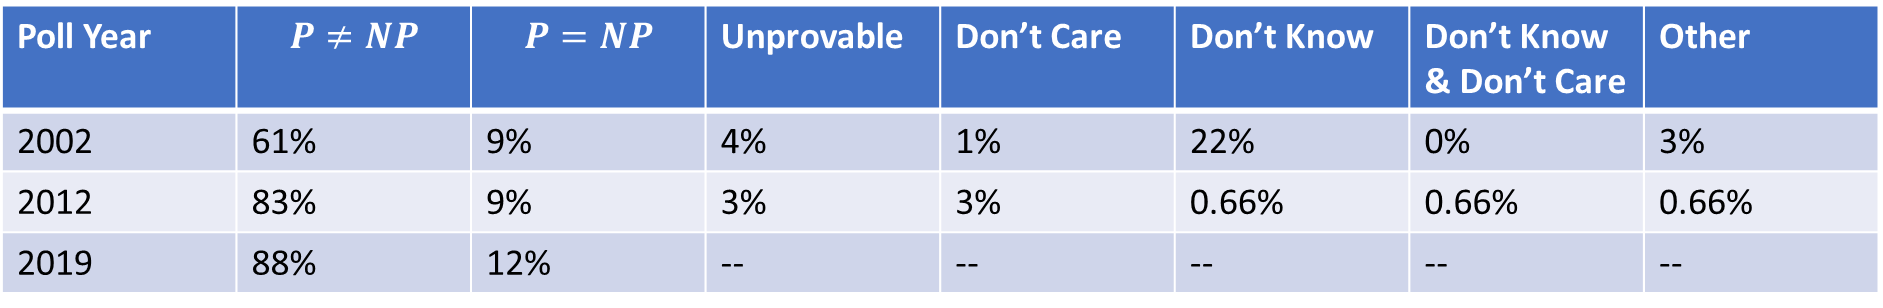 Poll Year P ≠ NP P = NP Unprovable Don’t Care Don’t Know Don’t Know & Don’t Care Other
2002 61% 9% 4% 1% 22% 0% 3%
2012 83% 9% 3% 3% 0.66% 0.66% 0.66%
2019 88% 12% -- -- -- -- --